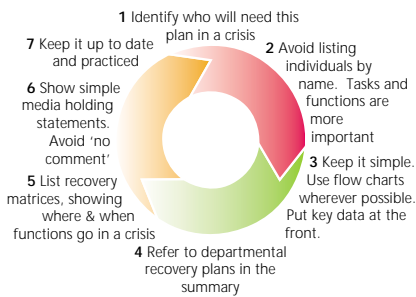 1 Identify who will need this
plan in a crisis
2 Avoid listing
individuals by
name.  Tasks and
functions are
more
important
3 Keep it simple.
Use flow charts
wherever possible.
Put key data at the
front.
4 Refer to departmental
recovery plans in the
summary
5 List recovery
matrices, showing
where & when
functions go in a crisis
6 Show simple
media holding
statements.
Avoid ‘no
comment’
7 Keep it up to date
and practiced